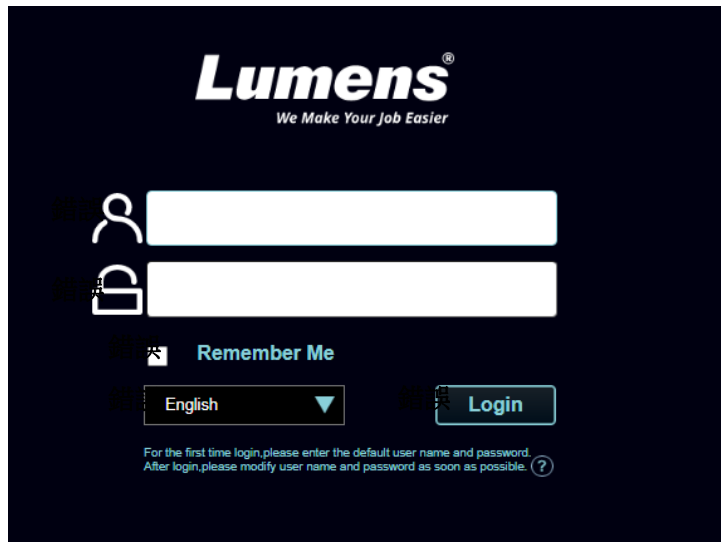 Lumens®
We Make Your Job Easier
Remember Me
English
Login
For the first time login,please enter the default user name and password.
After login,please modify user name and password as soon as possible. ?